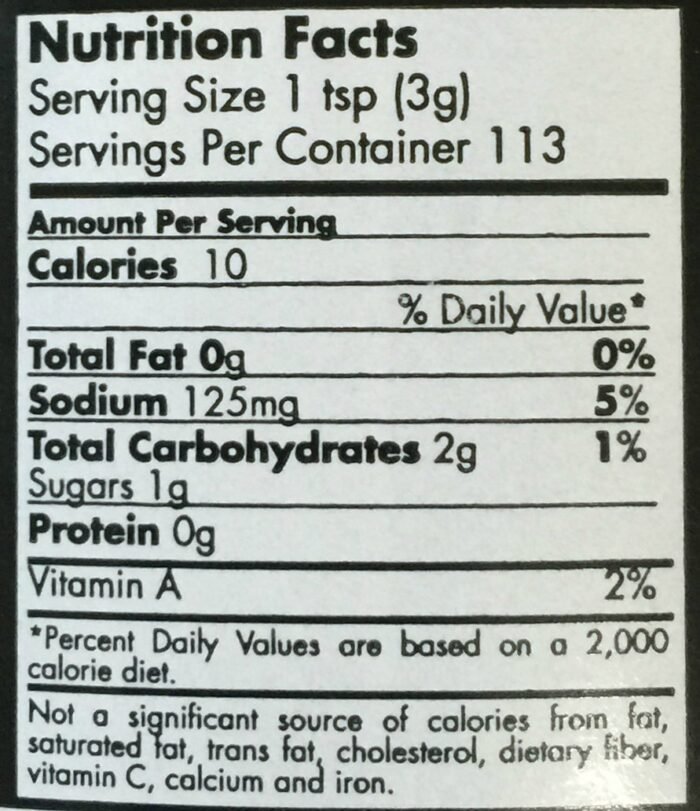 Nutrition Facts
Serving Size 1 tsp (3g)
Servings Per Container 113
Amount Per Serving
Calories 10
% Daily Value*
Total Fat 0g 0%
Sodium 125mg 5%
Total Carbohydrates 2g 1%
Sugars 1g
Protein 0g
Vitamin A 2%
*Percent Daily Values are based on a 2,000
calorie diet.
Not a significant source of calories from fat,
saturated fat, trans fat, cholesterol, dietary fiber,
vitamin C, calcium and iron.